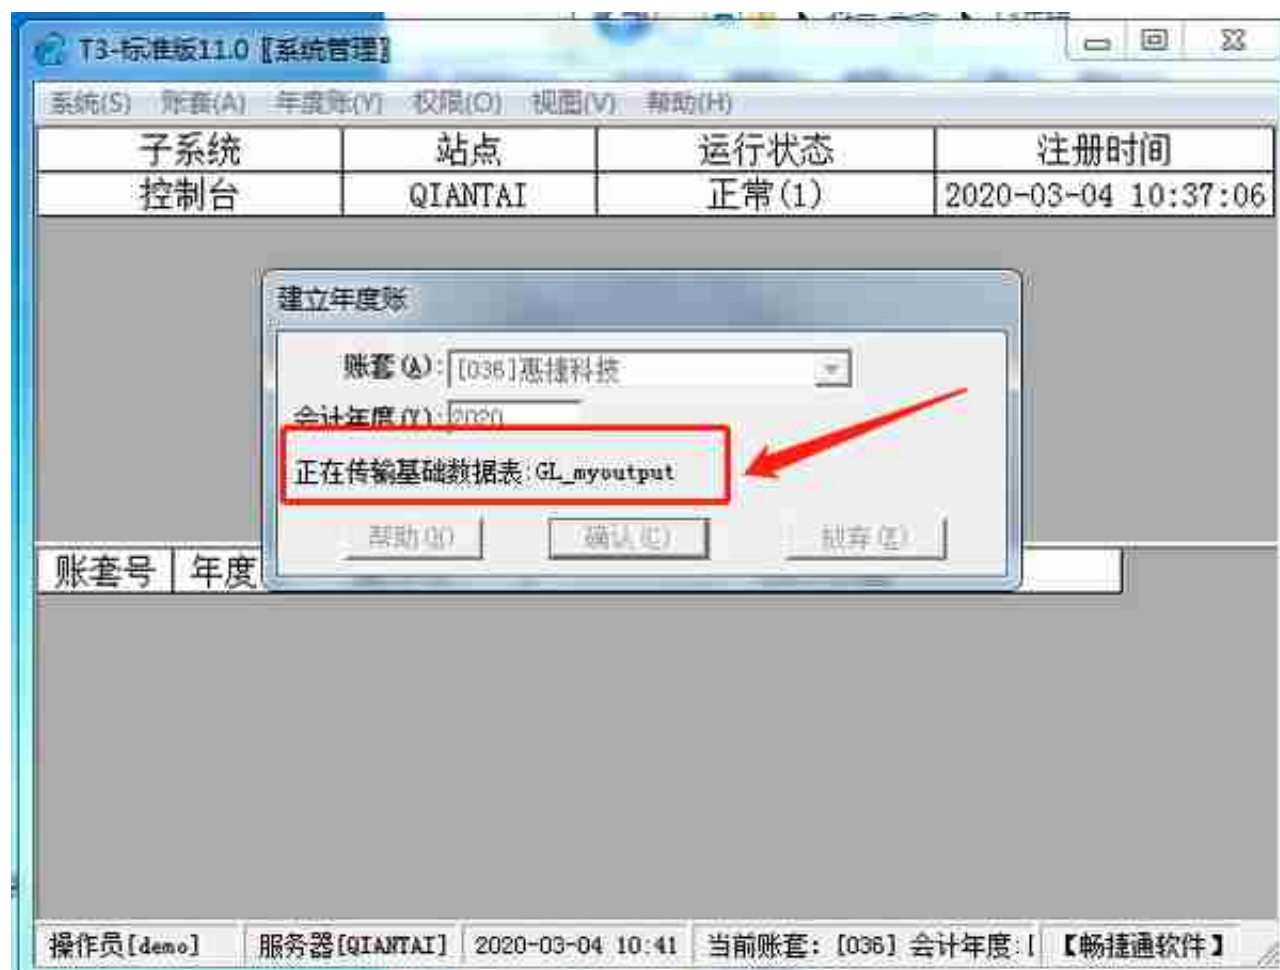 T3-标准版11.0〖系统管理〗
系统(S) 账套(A) 年度账(Y) 权限(O) 视图(V) 帮助(H)
子系统 站点 运行状态 注册时间
控制台 QIANTAI 正常(1) 2020-03-04 10:37:06
建立年度账
账套(A): [036]惠捷科技
会计年度(Y): 2020
正在传输基础数据表:GL_myoutput
帮助(H) 确认(C) 放弃(E)
账套号 年度
操作员[demo] 服务器[QIANTAI] 2020-03-04 10:41 当前账套: [036] 会计年度:[ 【畅捷通软件】